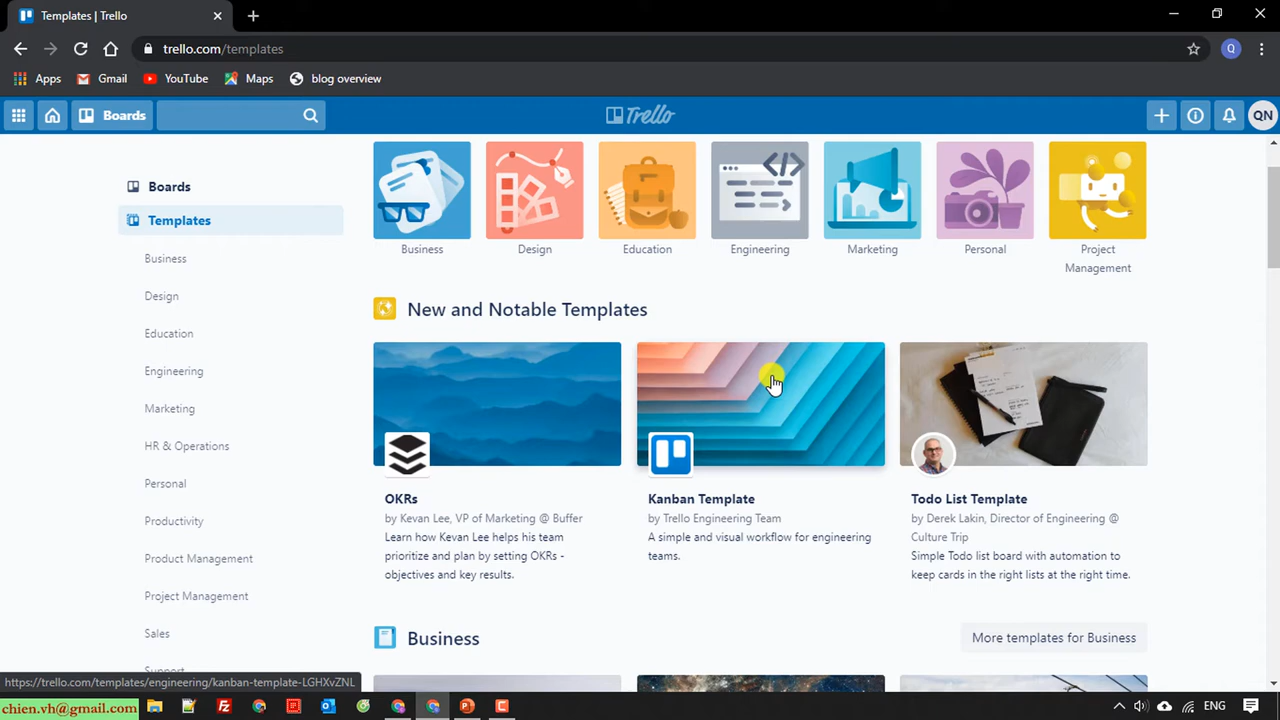 Templates | Trello
trello.com/templates
Q
Apps
Gmail
YouTube
Maps
blog overview
Boards
Trello
QN
Boards
Templates
Business
Design
Education
Engineering
Marketing
HR & Operations
Personal
Productivity
Product Management
Project Management
Sales
Support
Business
Design
Education
Engineering
Marketing
Personal
Project
Management
New and Notable Templates
OKRs
by Kevan Lee, VP of Marketing @ Buffer
Learn how Kevan Lee helps his team
prioritize and plan by setting OKRs -
objectives and key results.
Kanban Template
by Trello Engineering Team
A simple and visual workflow for engineering
teams.
Todo List Template
by Derek Lakin, Director of Engineering @
Culture Trip
Simple Todo list board with automation to
keep cards in the right lists at the right time.
Business
More templates for Business
https://trello.com/templates/engineering/kanban-template-LGHXvZNL
chien.vh@gmail.com
ENG